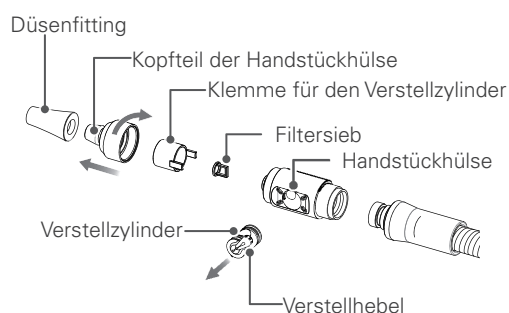 Düsenfitting
Kopfteil der Handstückhülse
Klemme für den Verstellzylinder
Filtersieb
Handstückhülse
Verstellzylinder
Verstellhebel